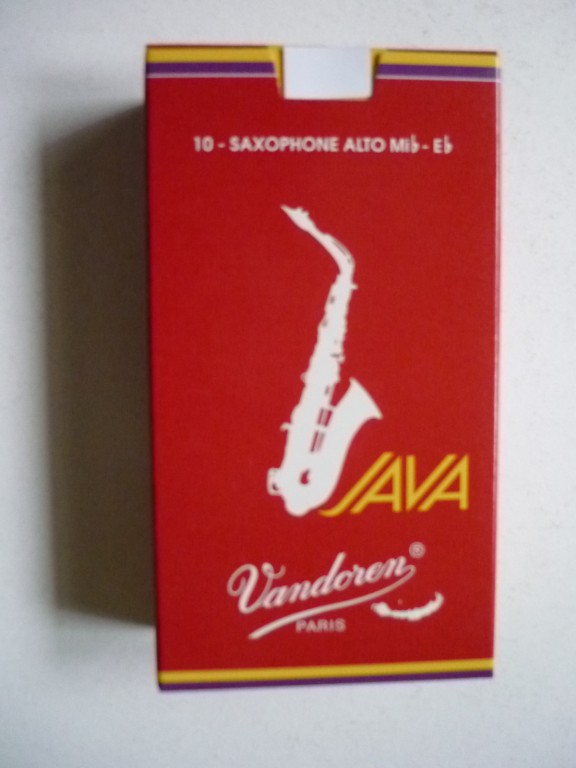 10 - SAXOPHONE ALTO Mi♭ - E♭
JAVA
Vandoren®
PARIS